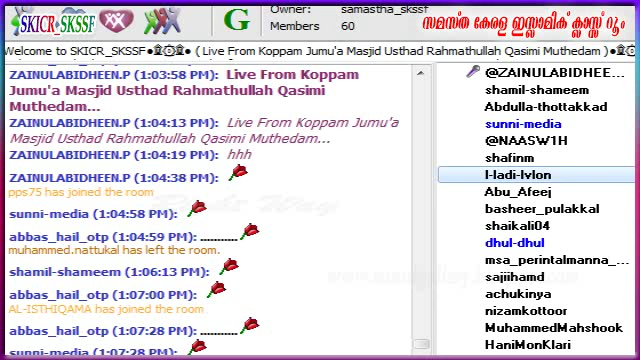 SKICR_SKSSF
G
Owner: samastha_skssf
Members 60
സമസ്ത കേരള ഇസ്ലാമിക് ക്ലാസ്സ് റൂം
Welcome to SKICR_SKSSF ( Live From Koppam Jumu'a Masjid Usthad Rahmathullah Qasimi Muthedam )
ZAINULABIDHEEN.P (1:03:58 PM): Live From Koppam
Jumu'a Masjid Usthad Rahmathullah Qasimi
Muthedam...
ZAINULABIDHEEN.P (1:04:13 PM): Live From Koppam Jumu'a
Masjid Usthad Rahmathullah Qasimi Muthedam...
ZAINULABIDHEEN.P (1:04:19 PM): hhh
ZAINULABIDHEEN.P (1:04:38 PM):
pps75 has joined the room
sunni-media (1:04:58 PM):
abbas_hail_otp (1:04:59 PM): ...........
muhammed.nattukal has left the room.
shamil-shameem (1:06:13 PM):
abbas_hail_otp (1:07:00 PM):
AL-ISTHIQAMA has joined the room
abbas_hail_otp (1:07:28 PM): ...........
sunni-media (1:07:28 PM):
@ZAINULABIDHEE...
shamil-shameem
Abdulla-thottakkad
sunni-media
@NAASW1H
shafinm
I-ladi-Ivlon
Abu_Afeej
basheer_pulakkal
shaikali04
dhul-dhul
msa_perintalmanna_...
sajiihamd
achukinya
nizamkottoor
MuhammedMahshook
HaniMonKlari